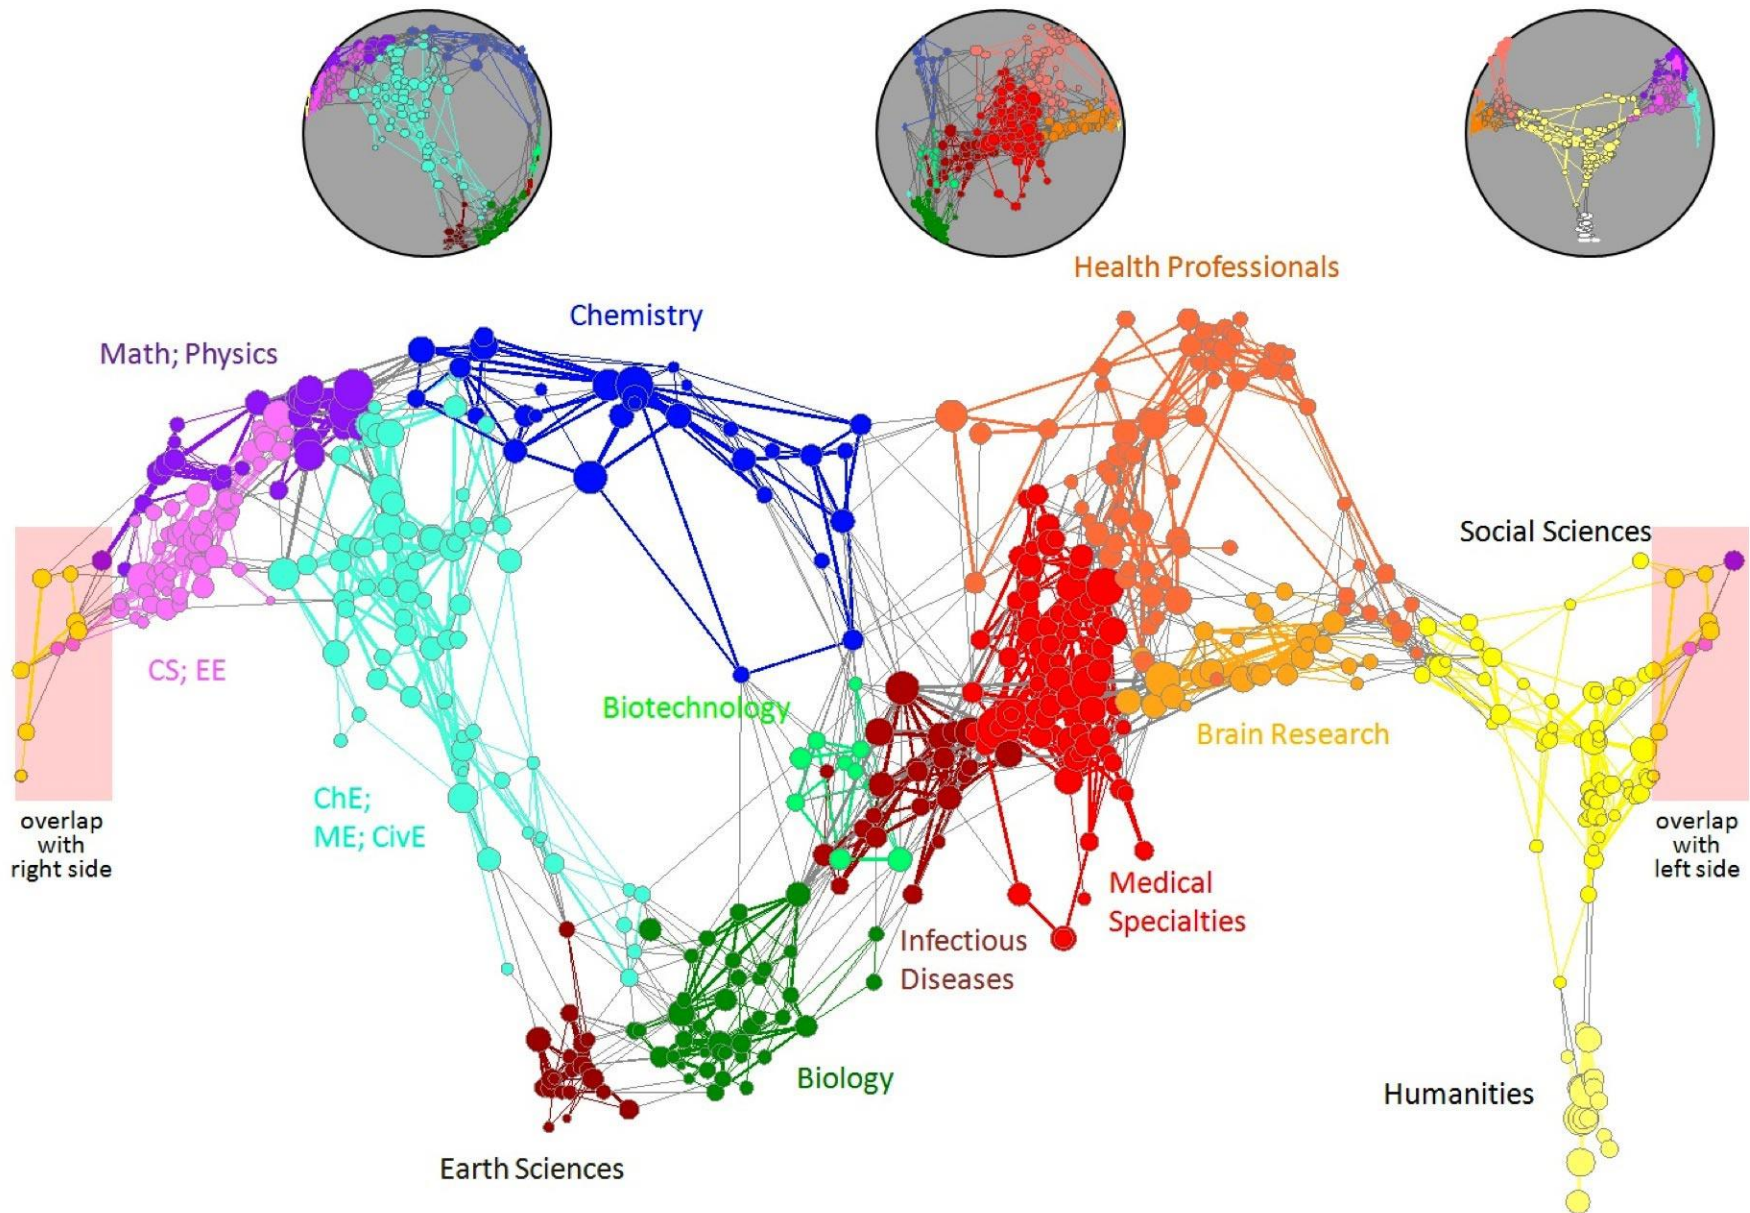 Health Professionals
Chemistry
Math; Physics
Social Sciences
CS; EE
Biotechnology
Brain Research
ChE;
ME; CivE
overlap
with
right side
overlap
with
left side
Medical
Specialties
Infectious
Diseases
Biology
Humanities
Earth Sciences